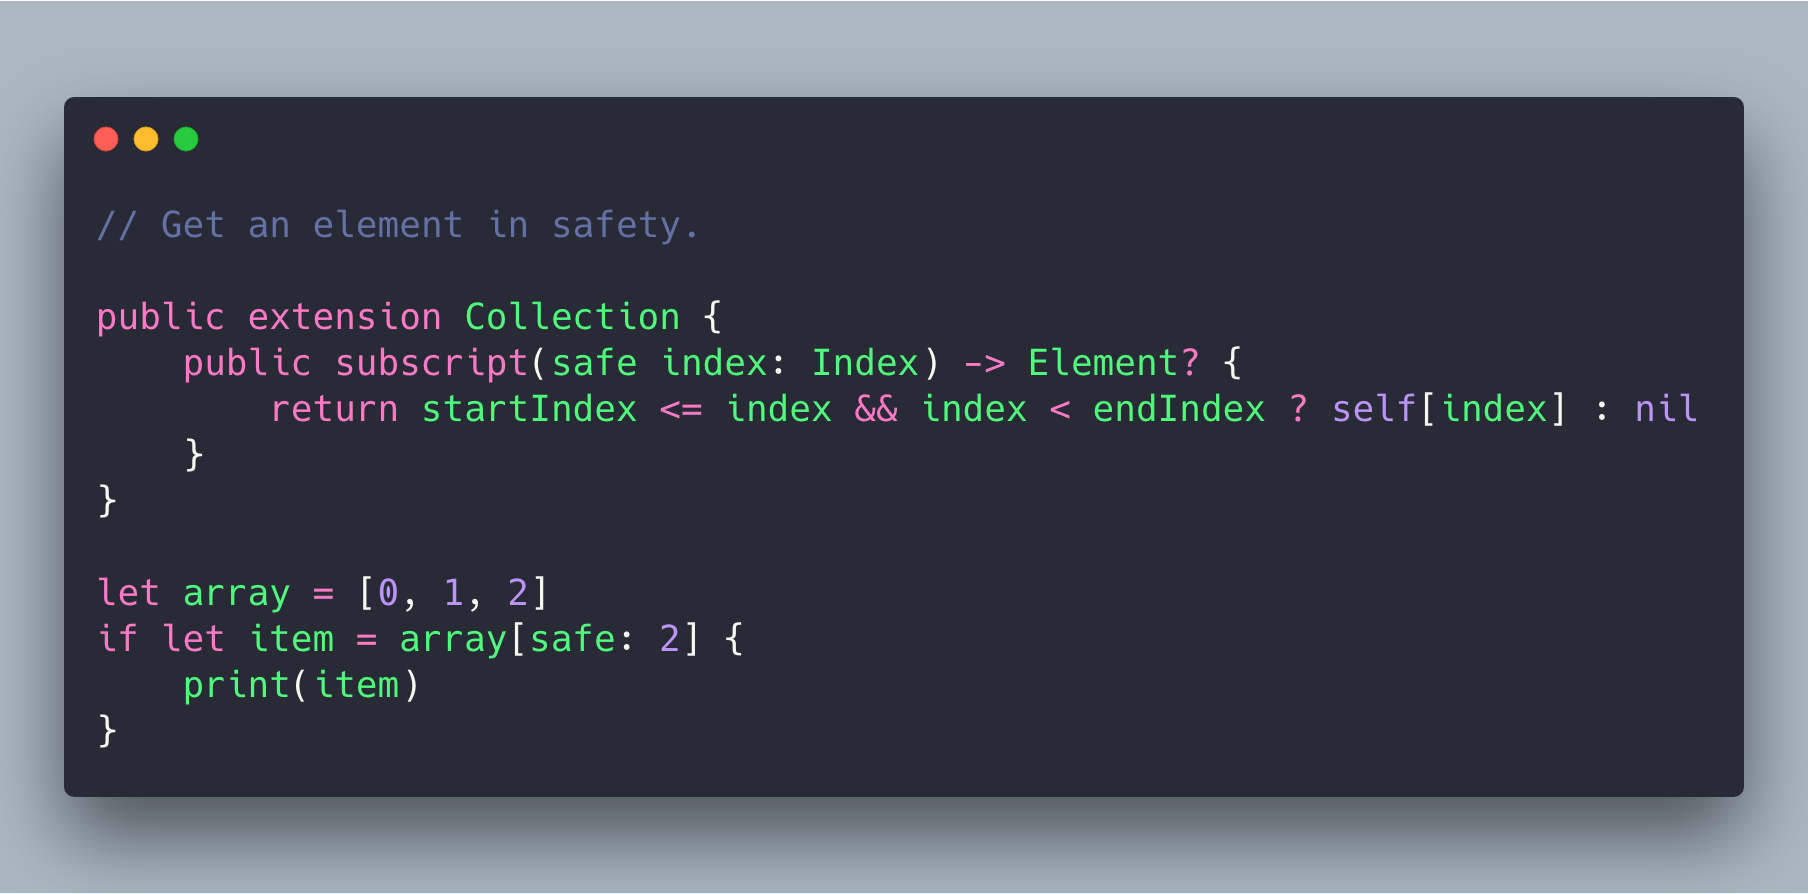 // Get an element in safety.
public extension Collection {
    public subscript(safe index: Index) -> Element? {
        return startIndex <= index && index < endIndex ? self[index] : nil
    }
}
let array = [0, 1, 2]
if let item = array[safe: 2] {
    print(item)
}